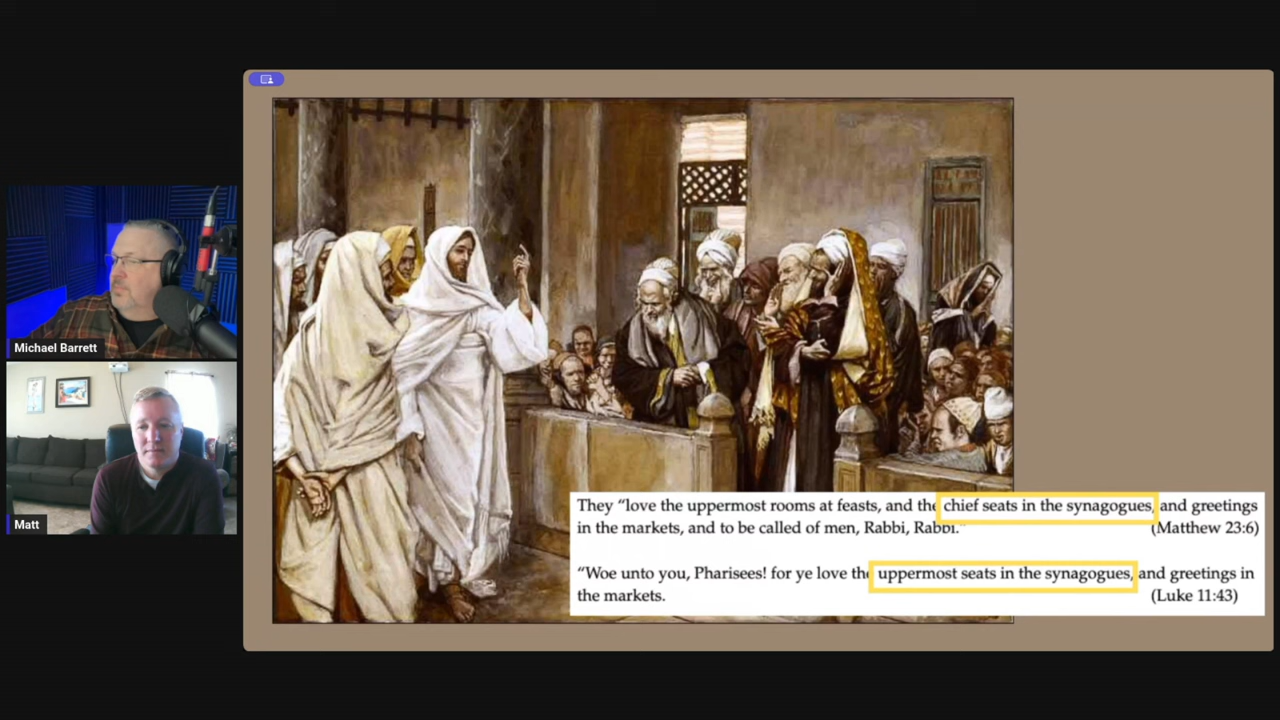 Michael Barrett
Matt
They “love the uppermost rooms at feasts, and the chief seats in the synagogues, and greetings
in the markets, and to be called of men, Rabbi, Rabbi.” (Matthew 23:6)
“Woe unto you, Pharisees! for ye love the uppermost seats in the synagogues, and greetings in
the markets. (Luke 11:43)